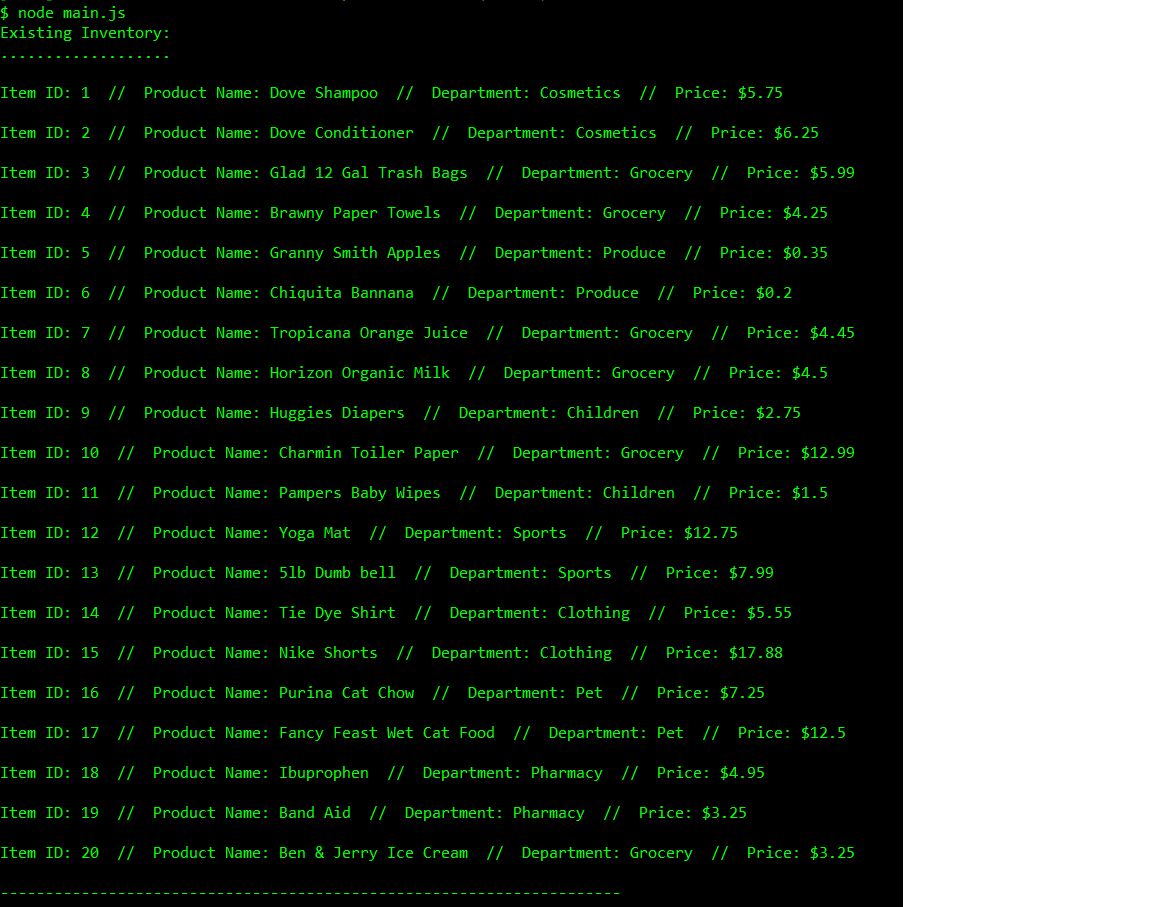 $ node main.js
Existing Inventory:
-------------------
Item ID: 1  //  Product Name: Dove Shampoo  //  Department: Cosmetics  //  Price: $5.75
Item ID: 2  //  Product Name: Dove Conditioner  //  Department: Cosmetics  //  Price: $6.25
Item ID: 3  //  Product Name: Glad 12 Gal Trash Bags  //  Department: Grocery  //  Price: $5.99
Item ID: 4  //  Product Name: Brawny Paper Towels  //  Department: Grocery  //  Price: $4.25
Item ID: 5  //  Product Name: Granny Smith Apples  //  Department: Produce  //  Price: $0.35
Item ID: 6  //  Product Name: Chiquita Bannana  //  Department: Produce  //  Price: $0.2
Item ID: 7  //  Product Name: Tropicana Orange Juice  //  Department: Grocery  //  Price: $4.45
Item ID: 8  //  Product Name: Horizon Organic Milk  //  Department: Grocery  //  Price: $4.5
Item ID: 9  //  Product Name: Huggies Diapers  //  Department: Children  //  Price: $2.75
Item ID: 10  //  Product Name: Charmin Toiler Paper  //  Department: Grocery  //  Price: $12.99
Item ID: 11  //  Product Name: Pampers Baby Wipes  //  Department: Children  //  Price: $1.5
Item ID: 12  //  Product Name: Yoga Mat  //  Department: Sports  //  Price: $12.75
Item ID: 13  //  Product Name: 5lb Dumb bell  //  Department: Sports  //  Price: $7.99
Item ID: 14  //  Product Name: Tie Dye Shirt  //  Department: Clothing  //  Price: $5.55
Item ID: 15  //  Product Name: Nike Shorts  //  Department: Clothing  //  Price: $17.88
Item ID: 16  //  Product Name: Purina Cat Chow  //  Department: Pet  //  Price: $7.25
Item ID: 17  //  Product Name: Fancy Feast Wet Cat Food  //  Department: Pet  //  Price: $12.5
Item ID: 18  //  Product Name: Ibuprophen  //  Department: Pharmacy  //  Price: $4.95
Item ID: 19  //  Product Name: Band Aid  //  Department: Pharmacy  //  Price: $3.25
Item ID: 20  //  Product Name: Ben & Jerry Ice Cream  //  Department: Grocery  //  Price: $3.25
---------------------------------------------------------------------